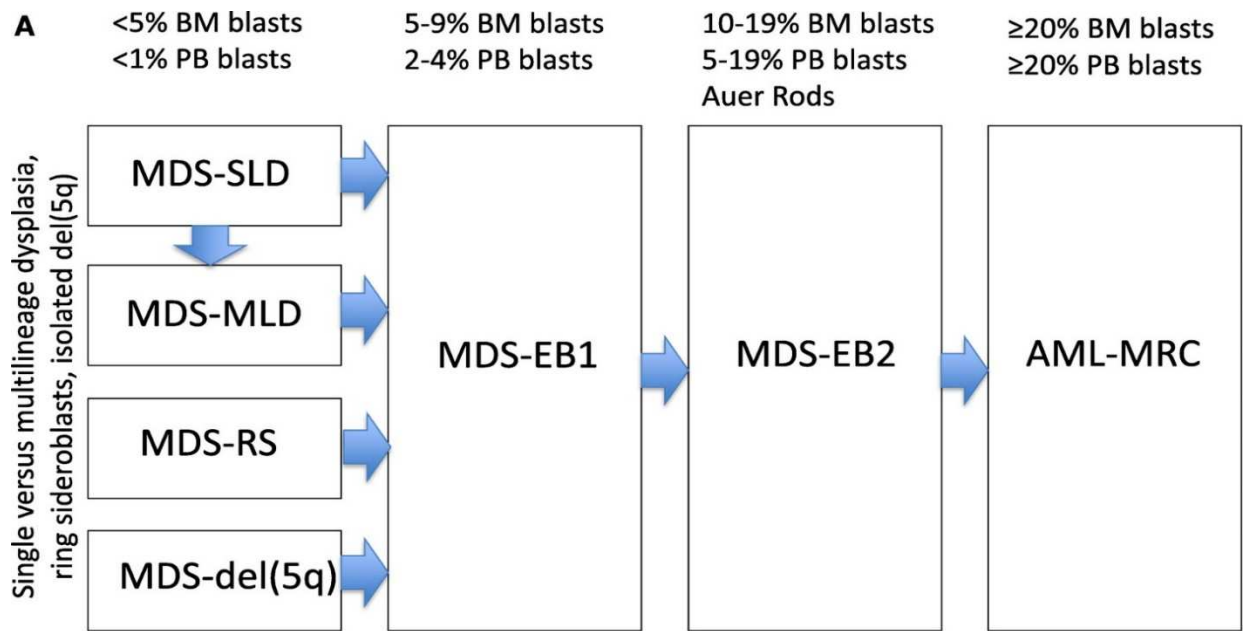 A
<5% BM blasts
<1% PB blasts
5-9% BM blasts
2-4% PB blasts
10-19% BM blasts
5-19% PB blasts
Auer Rods
≥20% BM blasts
≥20% PB blasts
Single versus multilineage dysplasia,
ring sideroblasts, isolated del(5q)
MDS-SLD
MDS-MLD
MDS-RS
MDS-del(5q)
MDS-EB1
MDS-EB2
AML-MRC